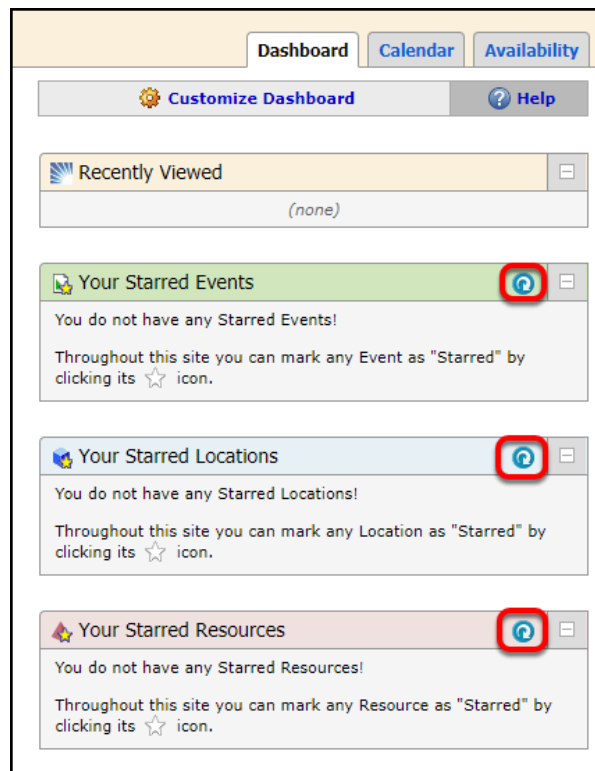 Dashboard Calendar Availability
Customize Dashboard Help
Recently Viewed
(none)
Your Starred Events
You do not have any Starred Events!
Throughout this site you can mark any Event as "Starred" by
clicking its icon.
Your Starred Locations
You do not have any Starred Locations!
Throughout this site you can mark any Location as "Starred" by
clicking its icon.
Your Starred Resources
You do not have any Starred Resources!
Throughout this site you can mark any Resource as "Starred" by
clicking its icon.